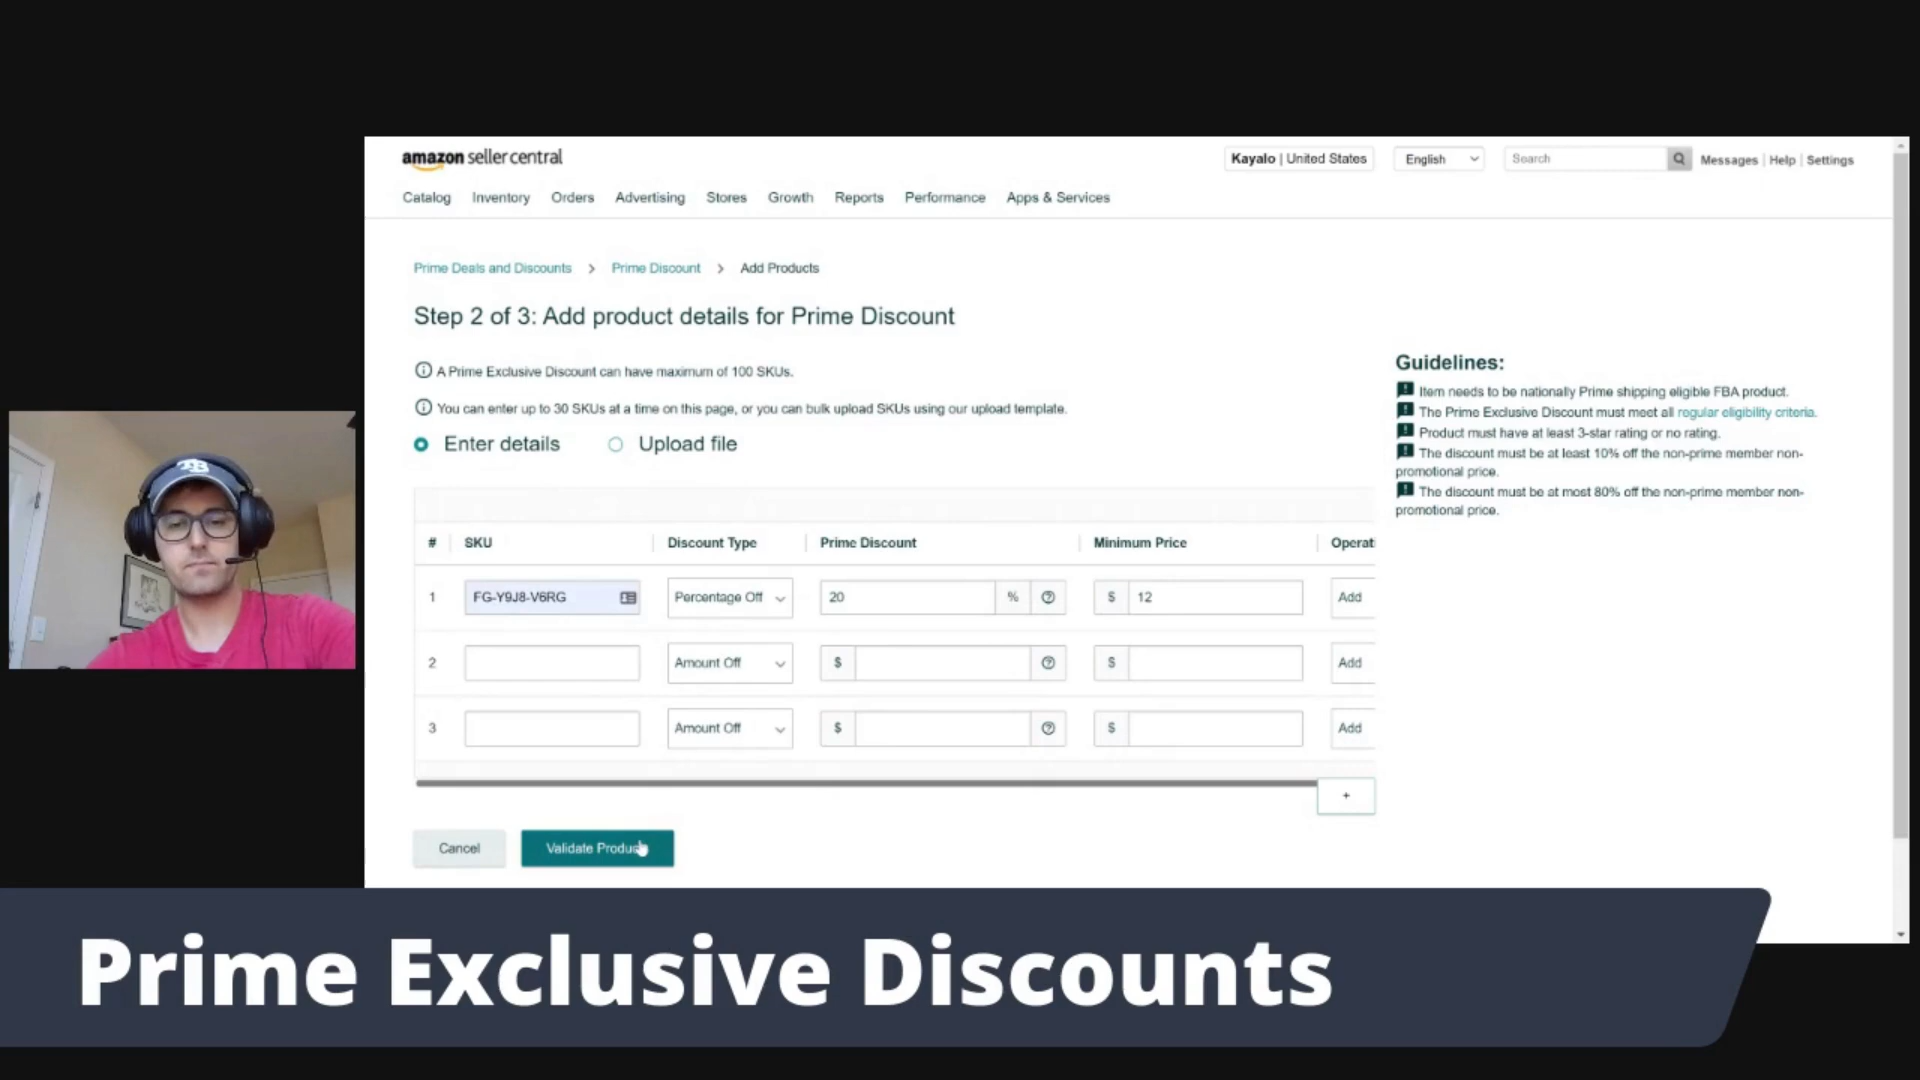 amazon seller central
Kayalo | United States
English
Search
Messages | Help | Settings
Catalog Inventory Orders Advertising Stores Growth Reports Performance Apps & Services
Prime Deals and Discounts > Prime Discount > Add Products
Step 2 of 3: Add product details for Prime Discount
A Prime Exclusive Discount can have maximum of 100 SKUs.
You can enter up to 30 SKUs at a time on this page, or you can bulk upload SKUs using our upload template.
Enter details Upload file
Guidelines:
Item needs to be nationally Prime shipping eligible FBA product.
The Prime Exclusive Discount must meet all regular eligibility criteria.
Product must have at least 3-star rating or no rating.
The discount must be at least 10% off the non-prime member non-
promotional price.
The discount must be at most 80% off the non-prime member non-
promotional price.
# SKU Discount Type Prime Discount Minimum Price Operati
1 FG-Y9J8-V6RG Percentage Off 20 % $ 12 Add
2 Amount Off $ $ Add
3 Amount Off $ $ Add
+
Cancel Validate Produ
TB
Prime Exclusive Discounts